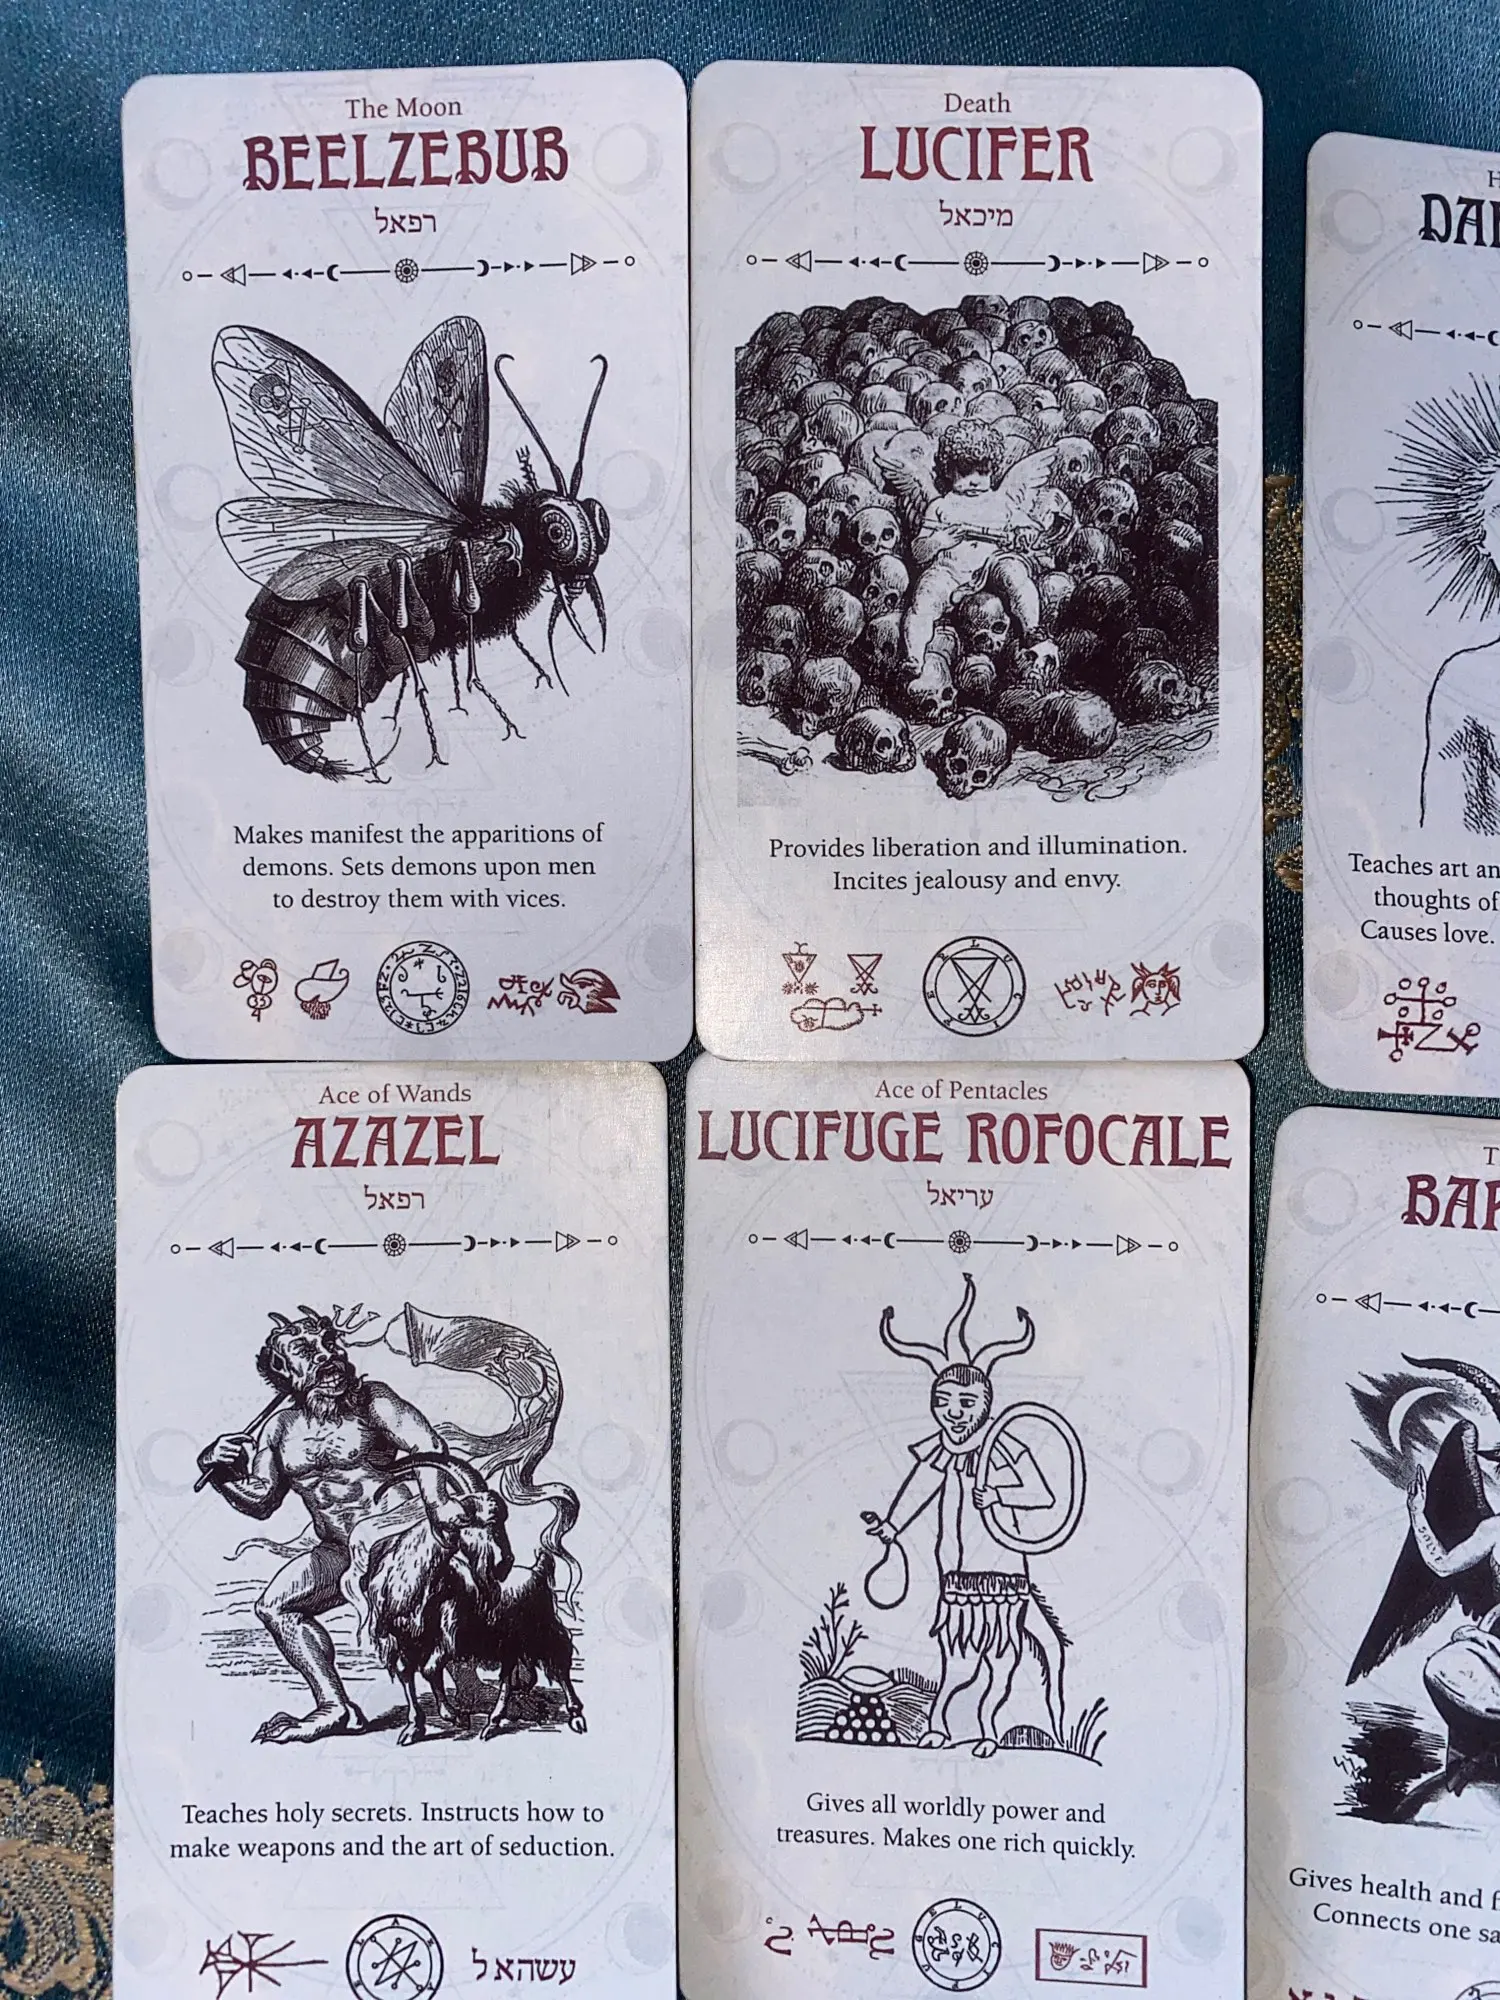 The Moon
BEELZEBUB
רפאל
Makes manifest the apparitions of
demons. Sets demons upon men
to destroy them with vices.
Death
LUCIFER
מיכאל
Provides liberation and illumination.
Incites jealousy and envy.
LUCIFER
DA
Teaches art an
thoughts of
Causes love.
Ace of Wands
AZAZEL
רפאל
Teaches holy secrets. Instructs how to
make weapons and the art of seduction.
עשהאל
Ace of Pentacles
LUCIFUGE ROFOCALE
עריאל
Gives all worldly power and
treasures. Makes one rich quickly.
T
BA
Gives health and f
Connects one sa